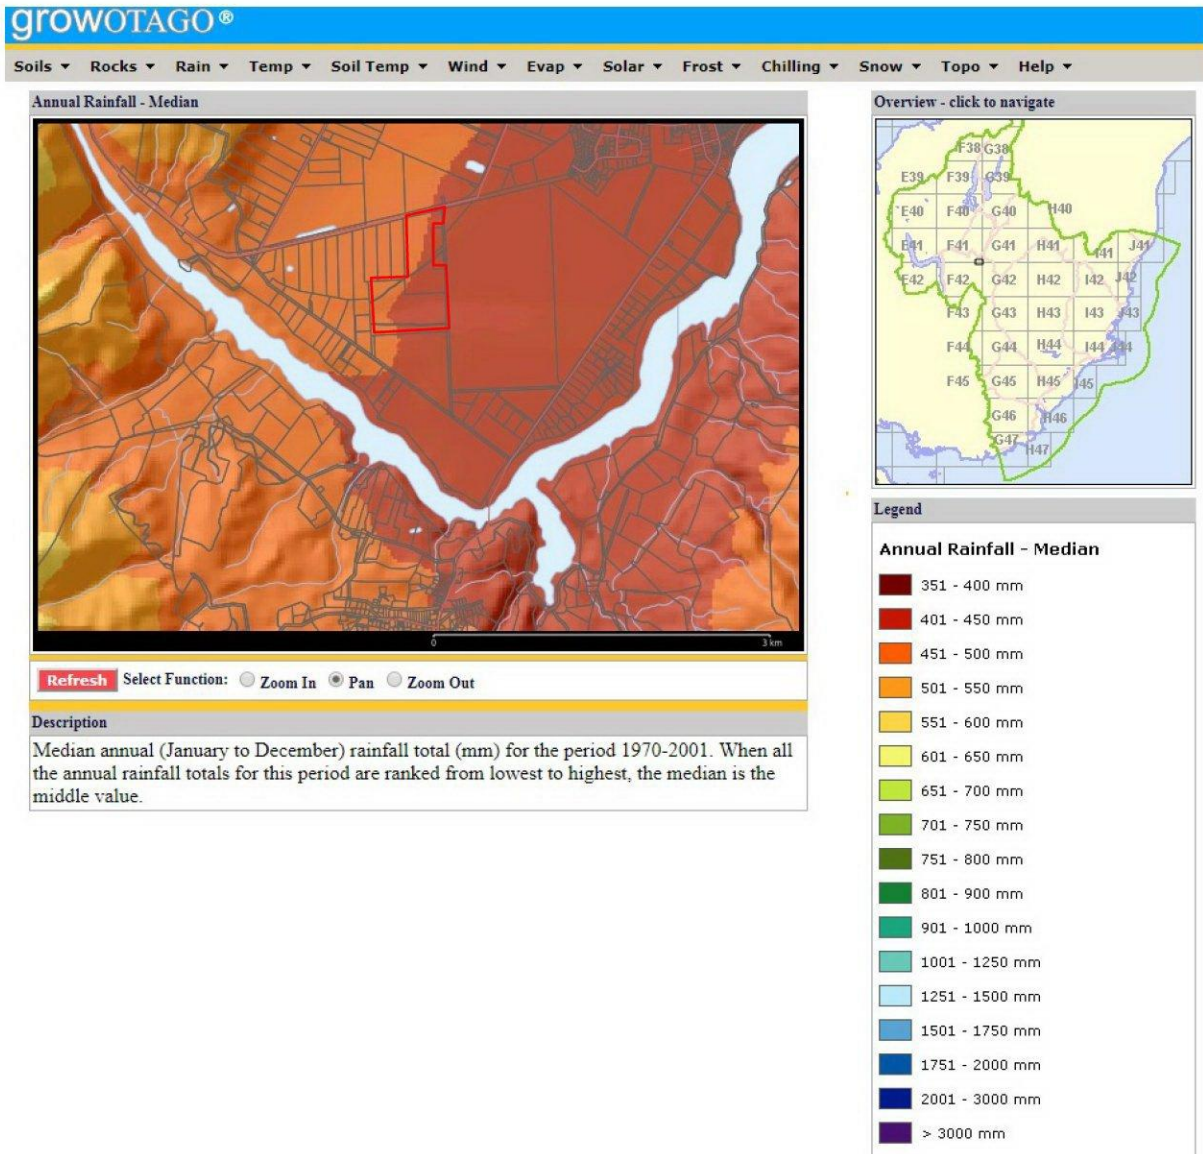 growOTAGO®
Soils Rocks Rain Temp Soil Temp Wind Evap Solar Frost Chilling Snow Topo Help
Annual Rainfall - Median
0 3 km
Refresh Select Function: Zoom In Pan Zoom Out
Description
Median annual (January to December) rainfall total (mm) for the period 1970-2001. When all
the annual rainfall totals for this period are ranked from lowest to highest, the median is the
middle value.
Overview - click to navigate
F38 G38
E39 F39 G39
E40 F40 G40 H40
E41 F41 G41 H41 I41 J41
E42 F42 G42 H42 I42 J42
F43 G43 H43 I43 J43
F44 G44 H44 I44 J44
F45 G45 H45 I45
G46 H46
G47 H47
Legend
Annual Rainfall - Median
351 - 400 mm
401 - 450 mm
451 - 500 mm
501 - 550 mm
551 - 600 mm
601 - 650 mm
651 - 700 mm
701 - 750 mm
751 - 800 mm
801 - 900 mm
901 - 1000 mm
1001 - 1250 mm
1251 - 1500 mm
1501 - 1750 mm
1751 - 2000 mm
2001 - 3000 mm
> 3000 mm